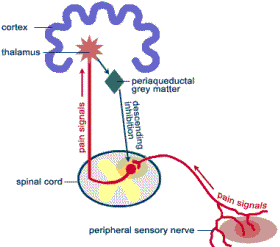 cortex
thalamus
periaqueductal
grey matter
pain signals
descending
inhibition
spinal cord
pain signals
peripheral sensory nerve